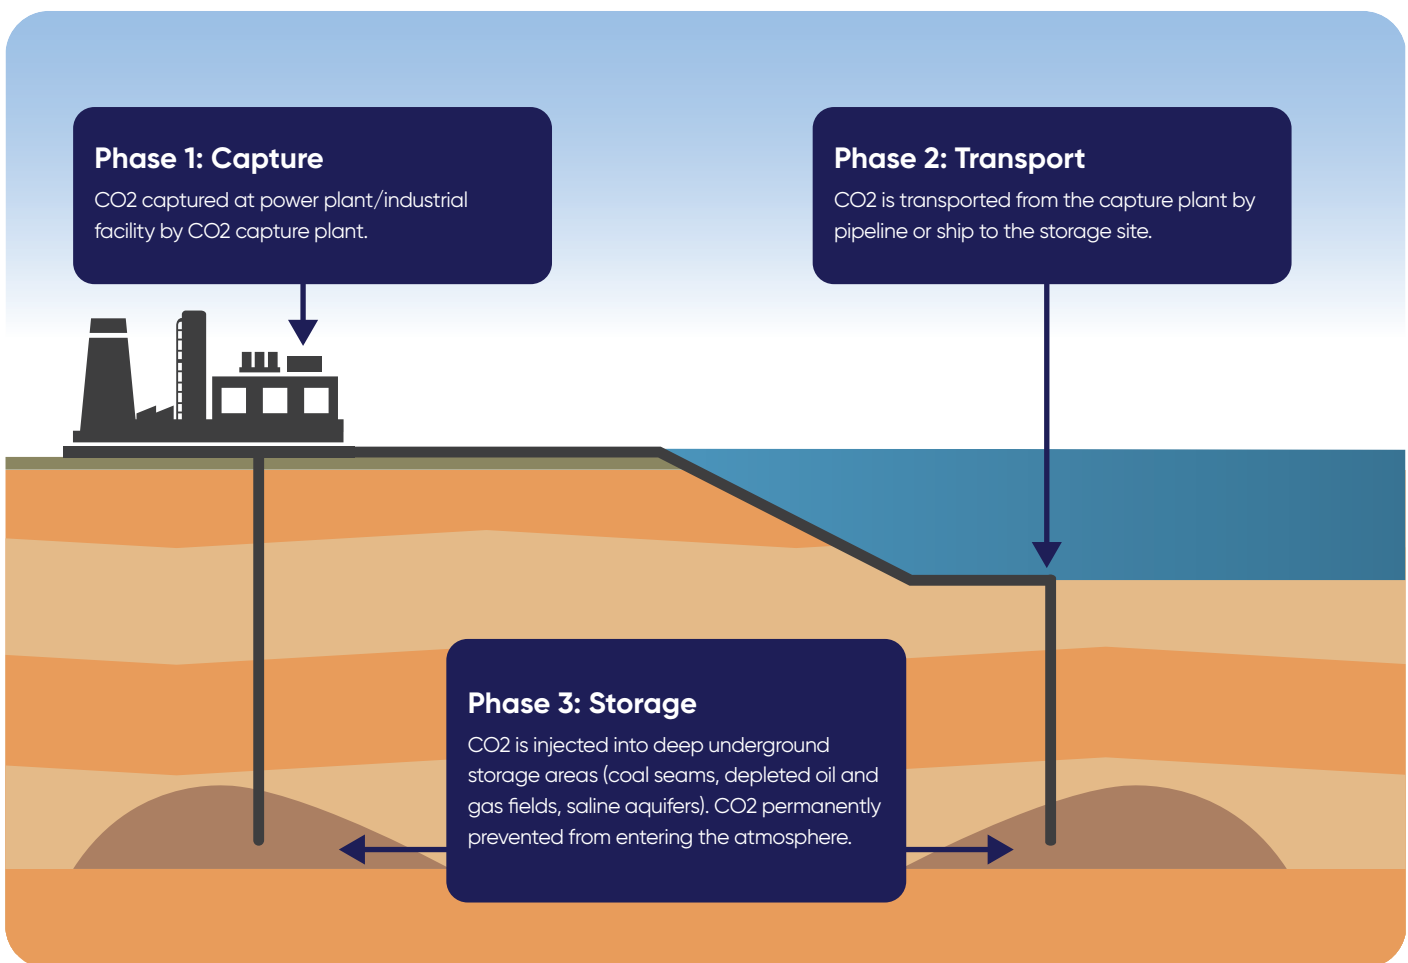 Phase 1: Capture
CO2 captured at power plant/industrial
facility by CO2 capture plant.
Phase 2: Transport
CO2 is transported from the capture plant by
pipeline or ship to the storage site.
Phase 3: Storage
CO2 is injected into deep underground
storage areas (coal seams, depleted oil and
gas fields, saline aquifers). CO2 permanently
prevented from entering the atmosphere.